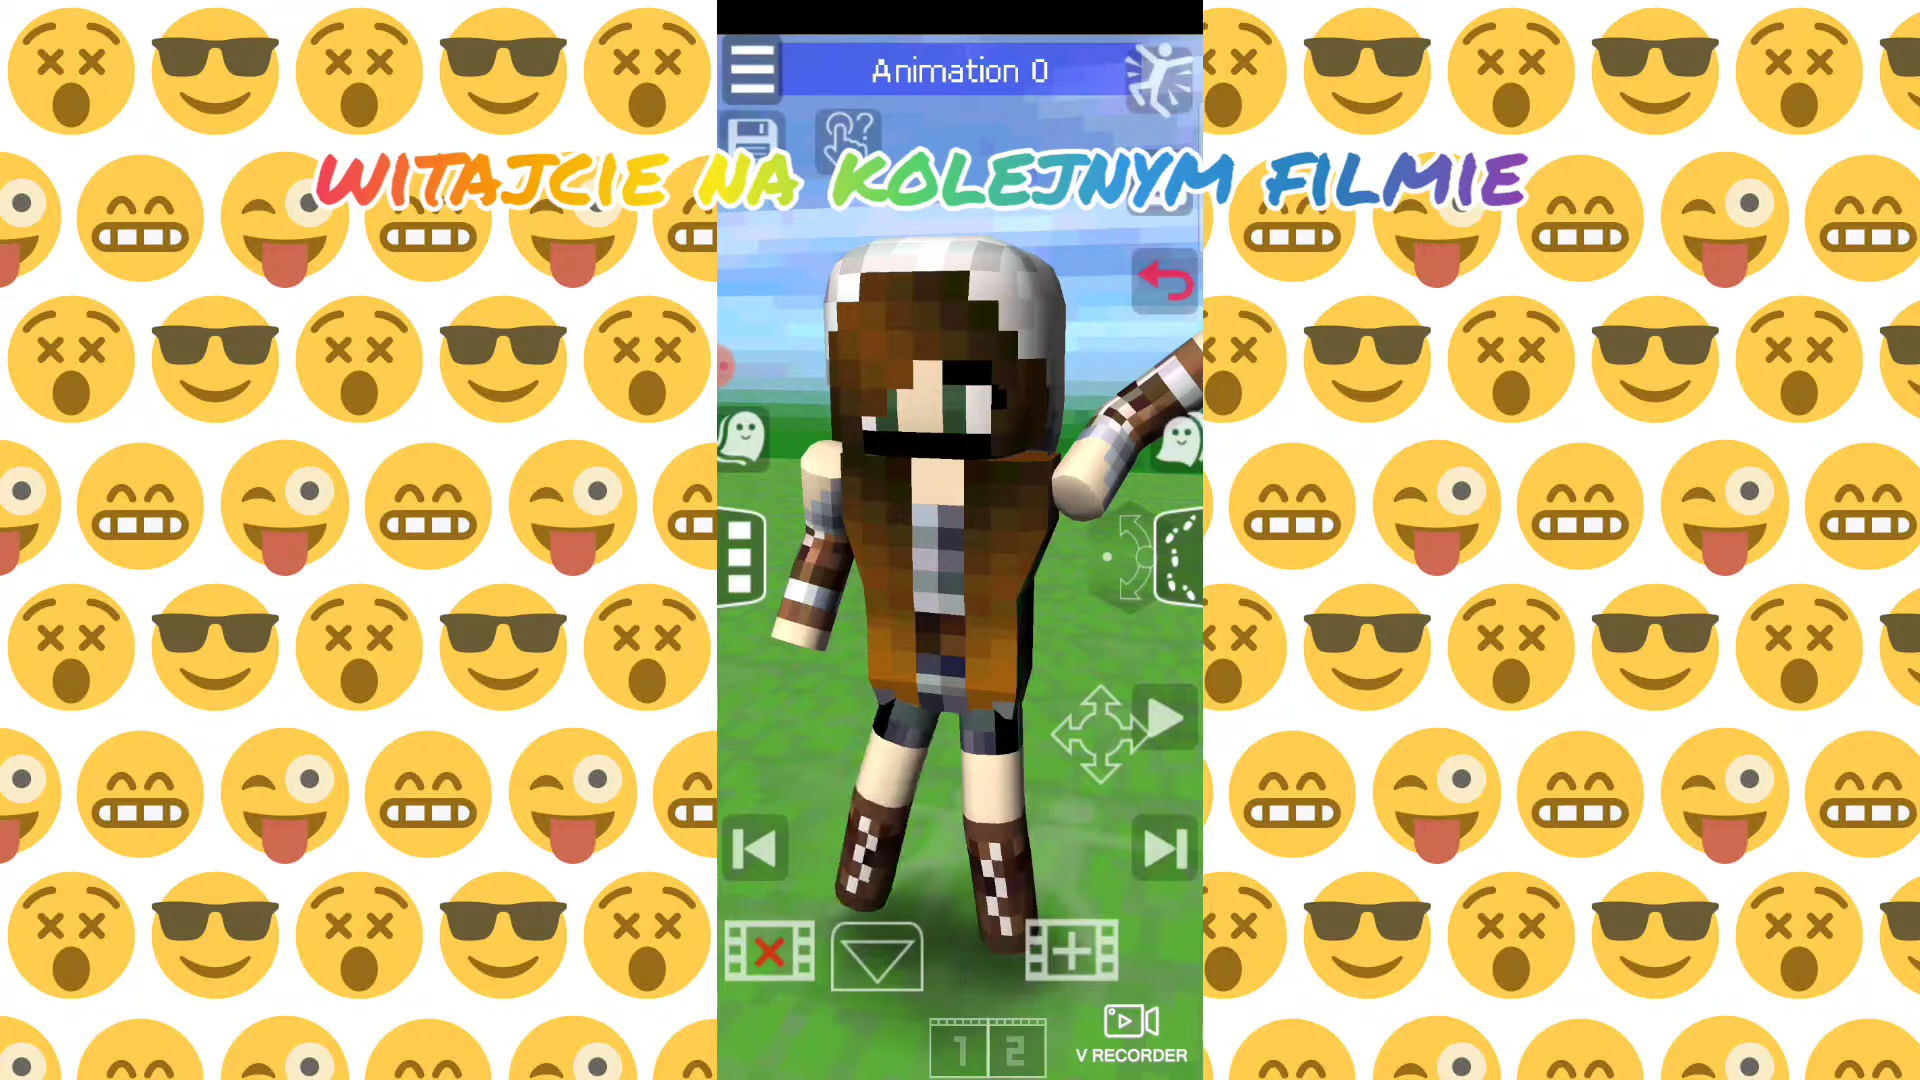 Animation 0
?
WITAJCIE NA KOLEJNYM FILMIE
1 2
V RECORDER